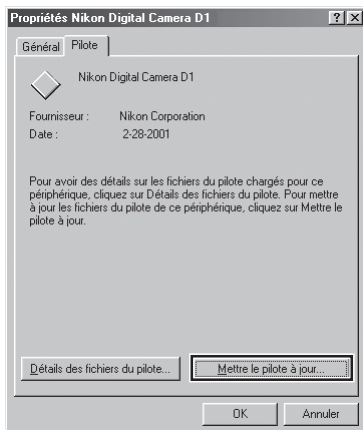 Propriétés Nikon Digital Camera D1
Général Pilote
Nikon Digital Camera D1
Fournisseur : Nikon Corporation
Date : 2-28-2001
Pour avoir des détails sur les fichiers du pilote chargés pour ce
périphérique, cliquez sur Détails des fichiers du pilote. Pour mettre
à jour les fichiers du pilote de ce périphérique, cliquez sur Mettre le
pilote à jour.
Détails des fichiers du pilote... Mettre le pilote à jour...
OK Annuler